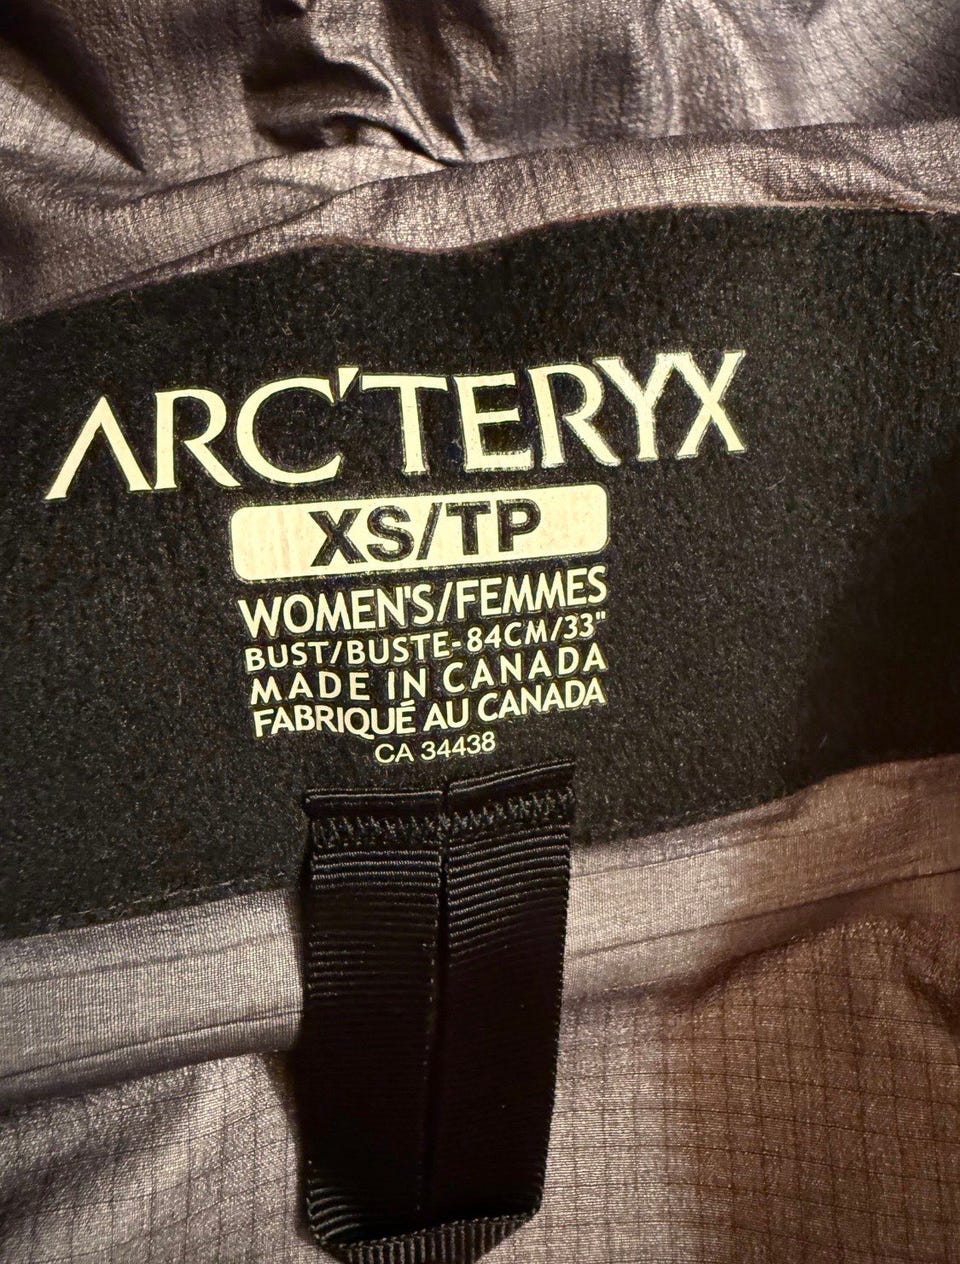 ARC'TERYX
XS/TP
WOMEN'S/FEMMES
BUST/BUSTE-84CM/33"
MADE IN CANADA
FABRIQUÉ AU CANADA
CA 34438